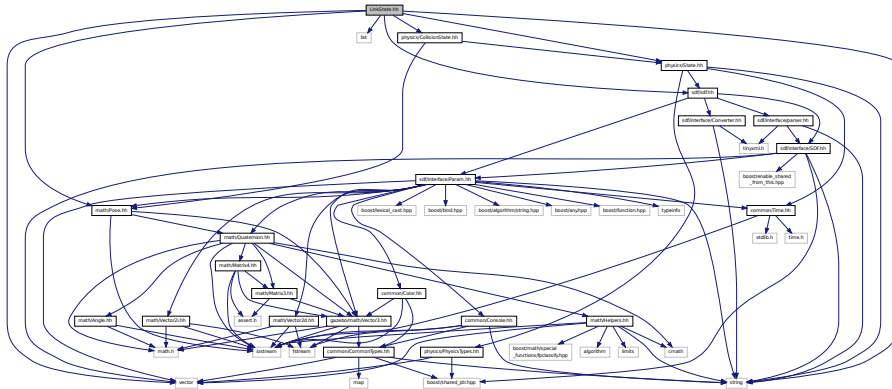 LinkState.hh
list
physics/CollisionState.hh
physics/State.hh
sdf/sdf.hh
sdf/interface/Converter.hh
sdf/interface/parser.hh
tinyxml.h
sdf/interface/SDF.hh
boost/enable_shared
_from_this.hpp
sdf/interface/Param.hh
math/Pose.hh
boost/lexical_cast.hpp
boost/bind.hpp
boost/algorithm/string.hpp
boost/any.hpp
boost/function.hpp
typeinfo
common/Time.hh
math/Quaternion.hh
stdlib.h
time.h
math/Matrix4.hh
math/Matrix3.hh
common/Color.hh
math/Angle.hh
math/Vector2i.hh
assert.h
math/Vector2d.hh
gazebo/math/Vector3.hh
common/Console.hh
math/Helpers.hh
math.h
iostream
fstream
common/CommonTypes.hh
physics/PhysicsTypes.hh
boost/math/special
_functions/fpclassify.hpp
algorithm
limits
cmath
vector
map
boost/shared_ptr.hpp
string